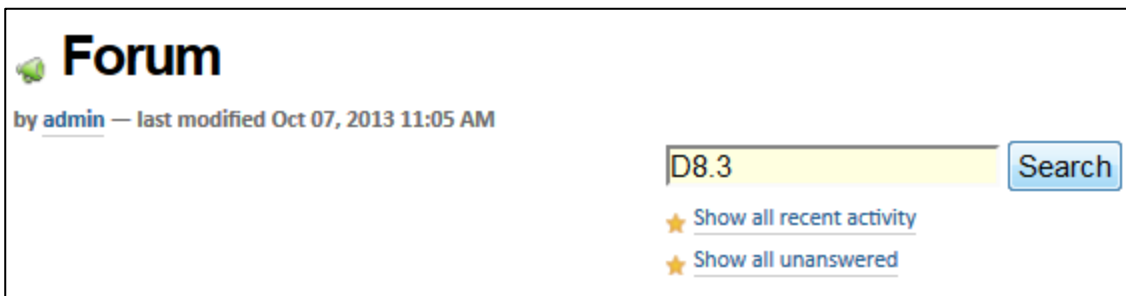 Forum
by admin — last modified Oct 07, 2013 11:05 AM
D8.3 Search
Show all recent activity
Show all unanswered